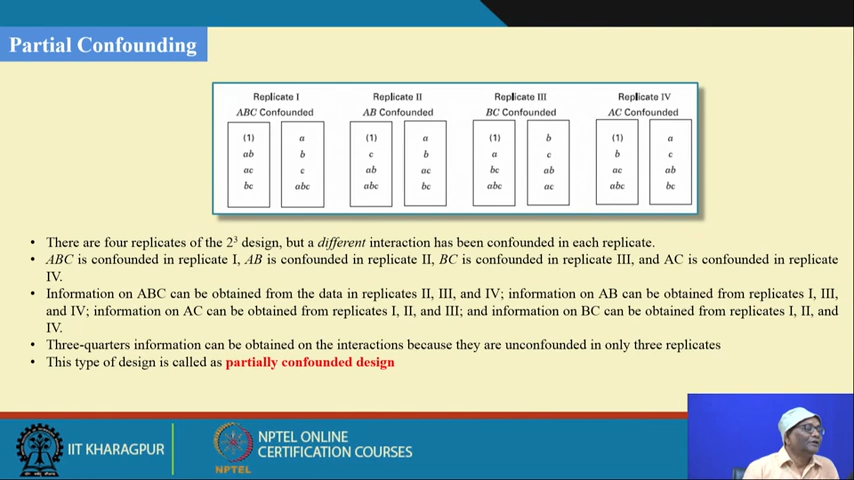 Partial Confounding
Replicate I Replicate II Replicate III Replicate IV
ABC Confounded AB Confounded BC Confounded AC Confounded
(1) a (1) a (1) b (1) a
ab b c b a c b c
ac c ab ac bc ab ac ab
bc abc abc bc abc ac abc bc
• There are four replicates of the 2³ design, but a different interaction has been confounded in each replicate.
• ABC is confounded in replicate I, AB is confounded in replicate II, BC is confounded in replicate III, and AC is confounded in replicate
IV.
• Information on ABC can be obtained from the data in replicates II, III, and IV; information on AB can be obtained from replicates I, III,
and IV; information on AC can be obtained from replicates I, II, and III; and information on BC can be obtained from replicates I, II, and
IV.
• Three-quarters information can be obtained on the interactions because they are unconfounded in only three replicates
• This type of design is called as partially confounded design
IIT KHARAGPUR
NPTEL
NPTEL ONLINE
CERTIFICATION COURSES